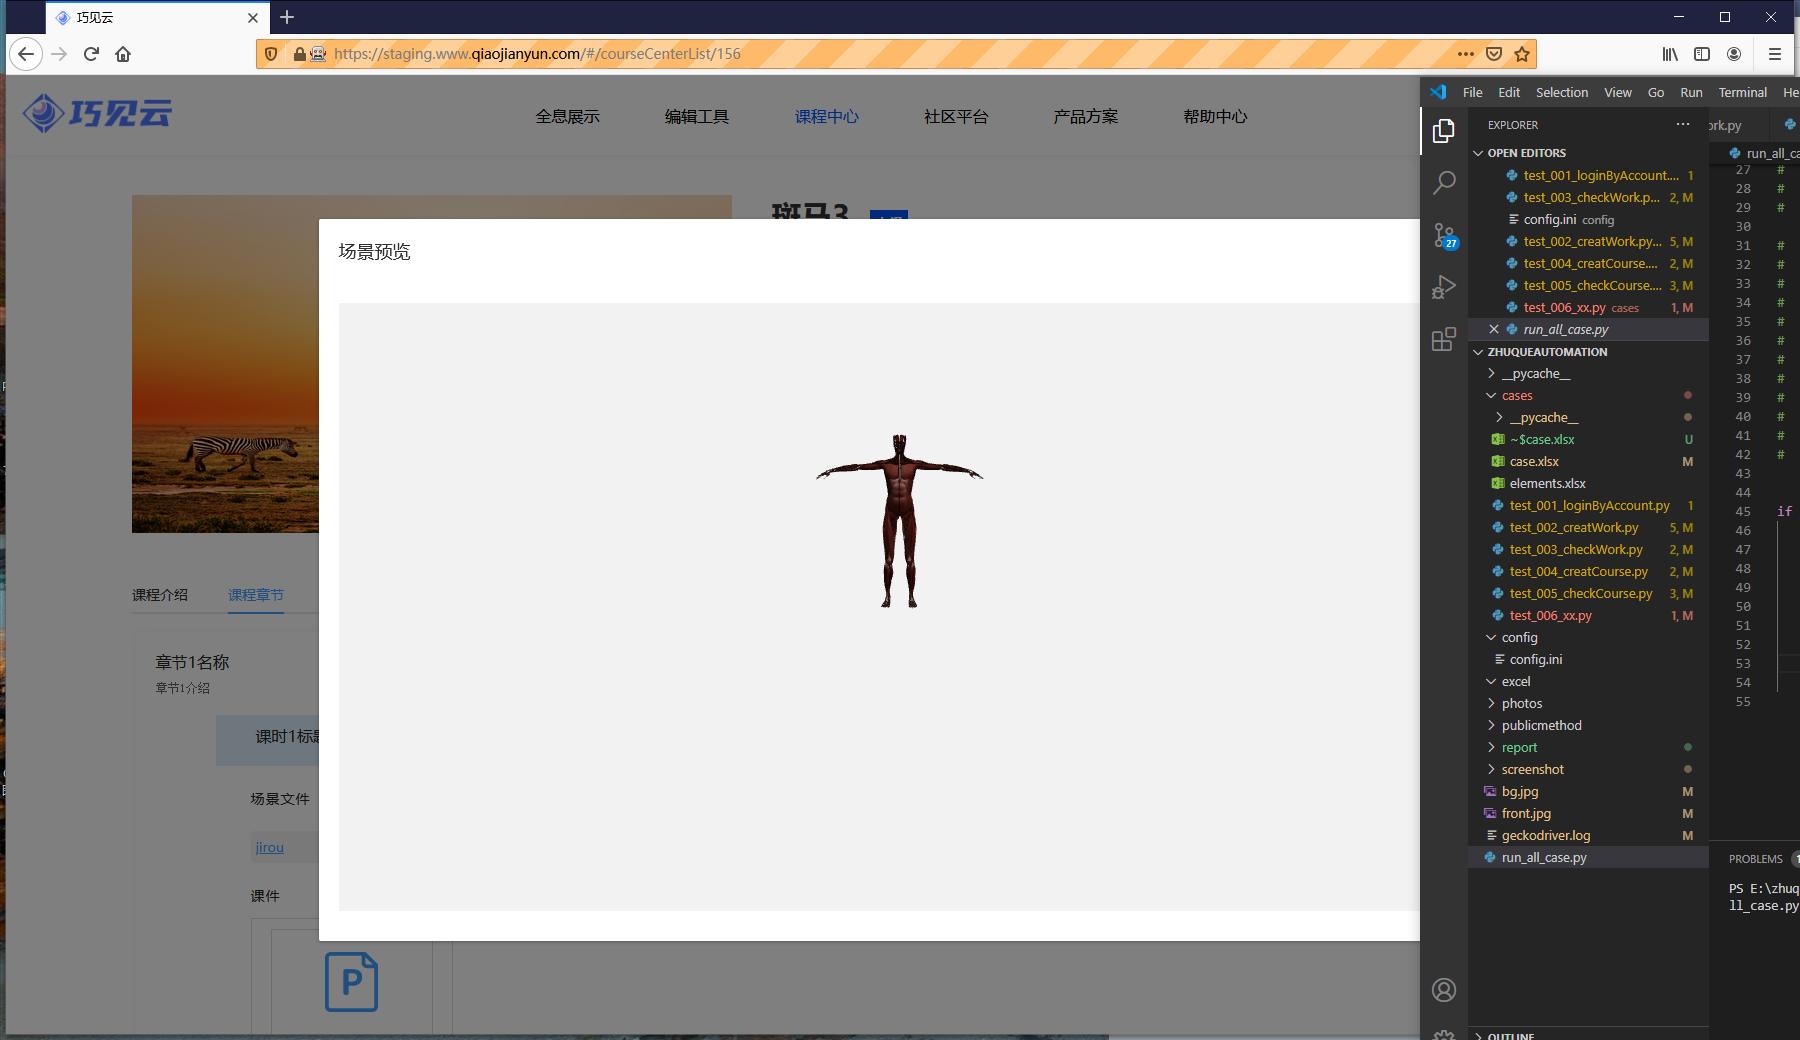 巧见云
https://staging.www.qiaojianyun.com/#/courseCenterList/156
巧见云
全息展示
编辑工具
课程中心
社区平台
产品方案
帮助中心
斑马3
场景预览
课程介绍
课程章节
章节1名称
章节1介绍
课时1标题
场景文件
jirou
课件
P
File Edit Selection View Go Run Terminal He
EXPLORER
OPEN EDITORS
test_001_loginByAccount.... 1
test_003_checkWork.p... 2, M
config.ini config
test_002_creatWork.py... 5, M
test_004_creatCourse.... 2, M
test_005_checkCourse.... 3, M
test_006_xx.py cases 1, M
run_all_case.py
ZHUQUEAUTOMATION
__pycache__
cases
__pycache__
~$case.xlsx U
case.xlsx M
elements.xlsx
test_001_loginByAccount.py 1
test_002_creatWork.py 5, M
test_003_checkWork.py 2, M
test_004_creatCourse.py 2, M
test_005_checkCourse.py 3, M
test_006_xx.py 1, M
config
config.ini
excel
photos
publicmethod
report
screenshot
bg.jpg M
front.jpg M
geckodriver.log M
run_all_case.py
OUTLINE
27
ork.py
run_all_ca
27 #
28 #
29 #
30
31 #
32 #
33 #
34 #
35 #
36 #
37 #
38 #
39 #
40 #
41 #
42 #
43
44
45 if
46
47
48
49
50
51
52
53
54
55
PROBLEMS 1
PS E:\zhuq
ll_case.py